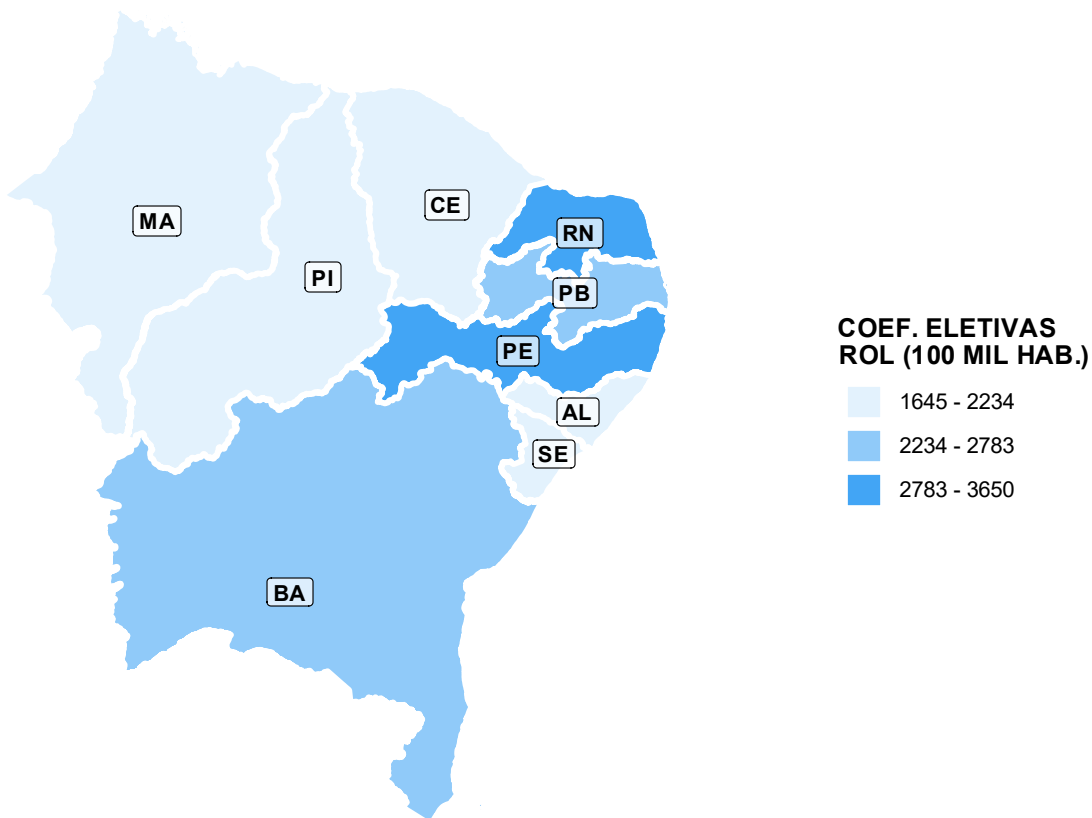 MA
CE
RN
PI
PB
PE
AL
SE
BA
COEF. ELETIVAS
ROL (100 MIL HAB.)
1645 - 2234
2234 - 2783
2783 - 3650